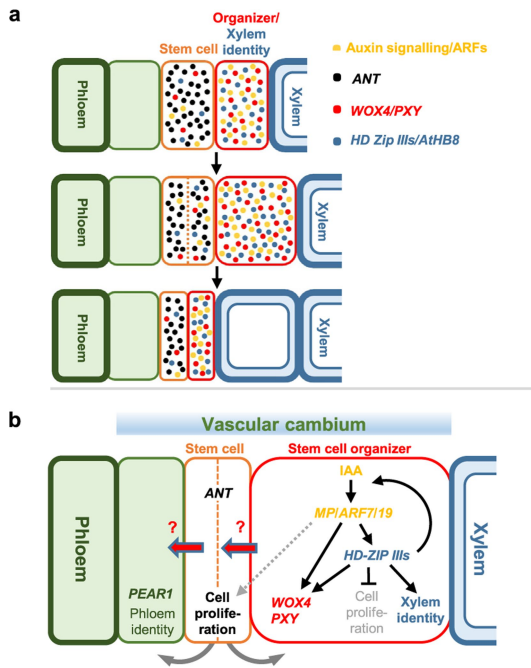 a
Organizer/
Stem cell Xylem
identity
Auxin signalling/ARFs
ANT
WOX4/PXY
HD Zip IIIs/AtHB8
Phloem
Xylem
Phloem
Xylem
Phloem
Xylem
b
Vascular cambium
Stem cell
Stem cell organizer
Phloem
?
ANT
?
IAA
MP/ARF7/19
HD-ZIP IIIs
Xylem
PEAR1
Phloem
identity
Cell
prolife-
ration
WOX4
PXY
Cell
prolife-
ration
Xylem
identity